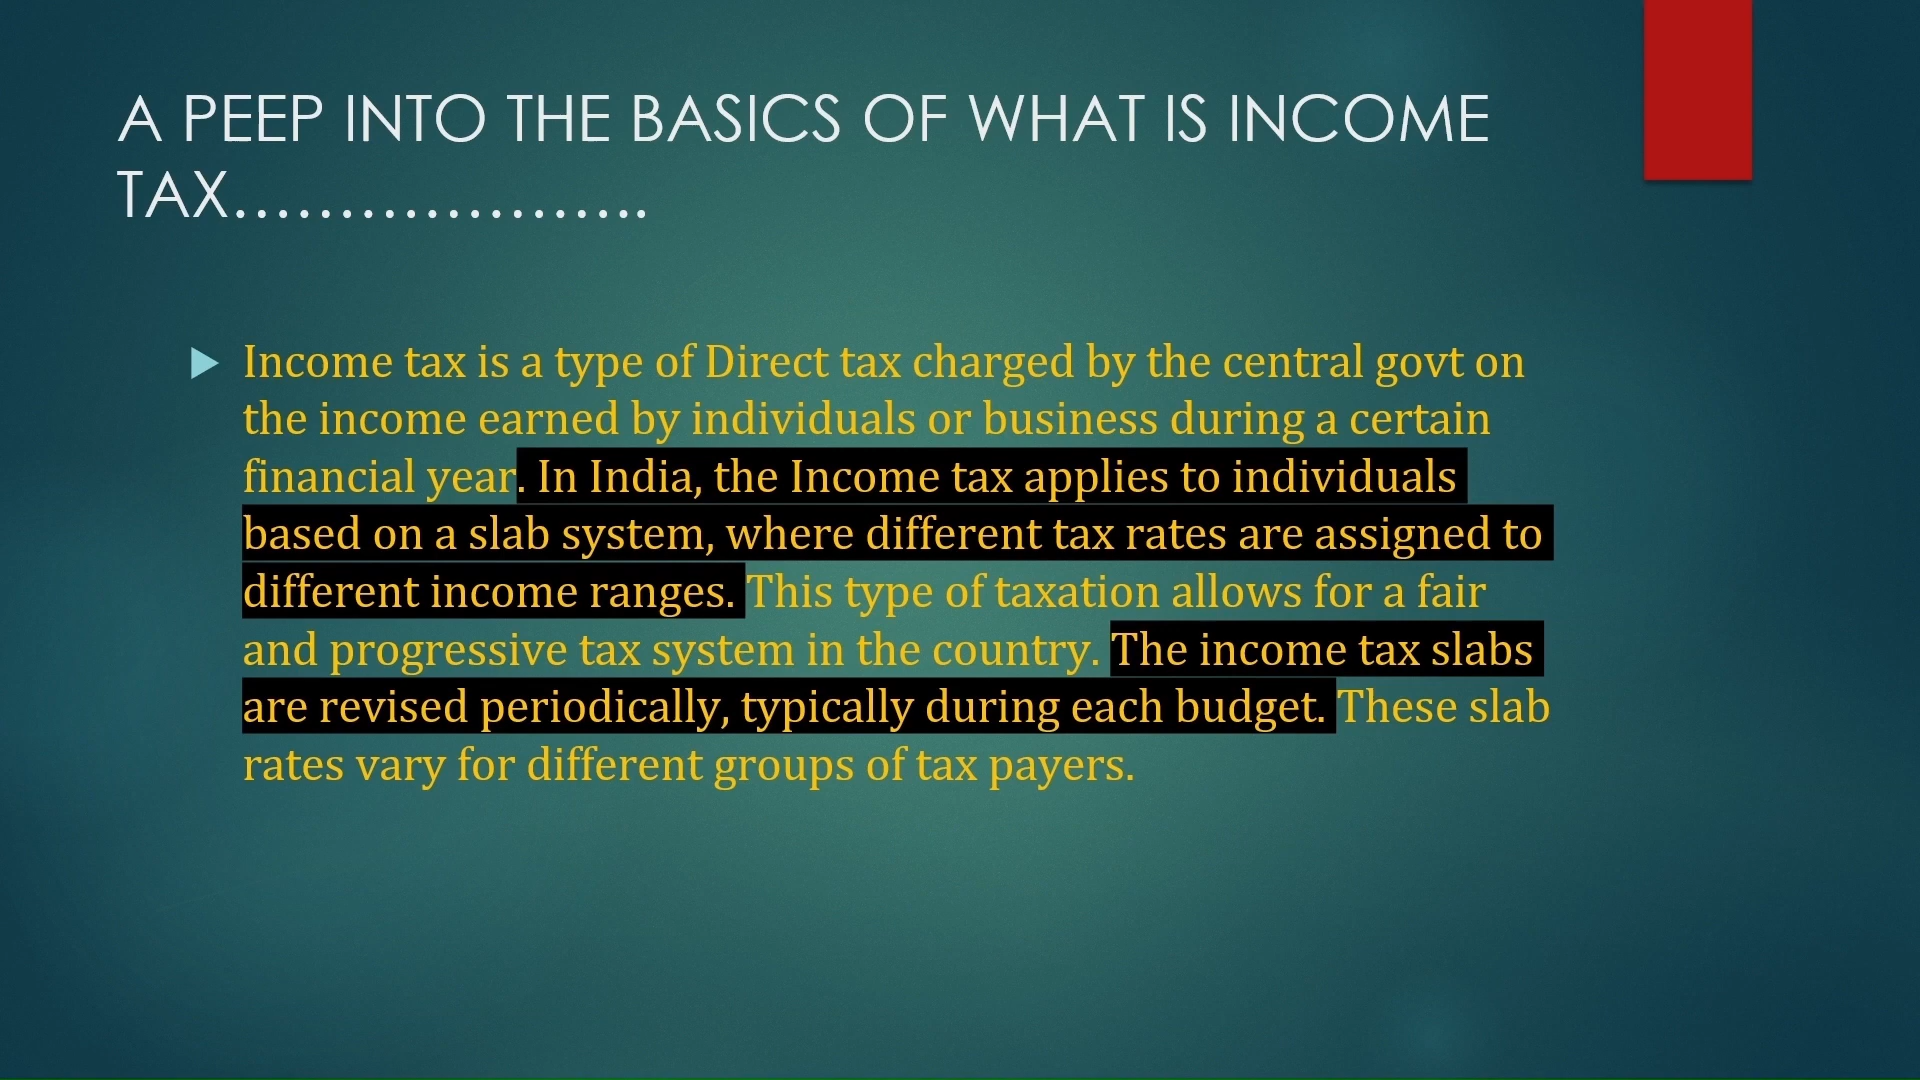 A PEEP INTO THE BASICS OF WHAT IS INCOME
TAX………………….
Income tax is a type of Direct tax charged by the central govt on
the income earned by individuals or business during a certain
financial year. In India, the Income tax applies to individuals
based on a slab system, where different tax rates are assigned to
different income ranges. This type of taxation allows for a fair
and progressive tax system in the country. The income tax slabs
are revised periodically, typically during each budget. These slab
rates vary for different groups of tax payers.